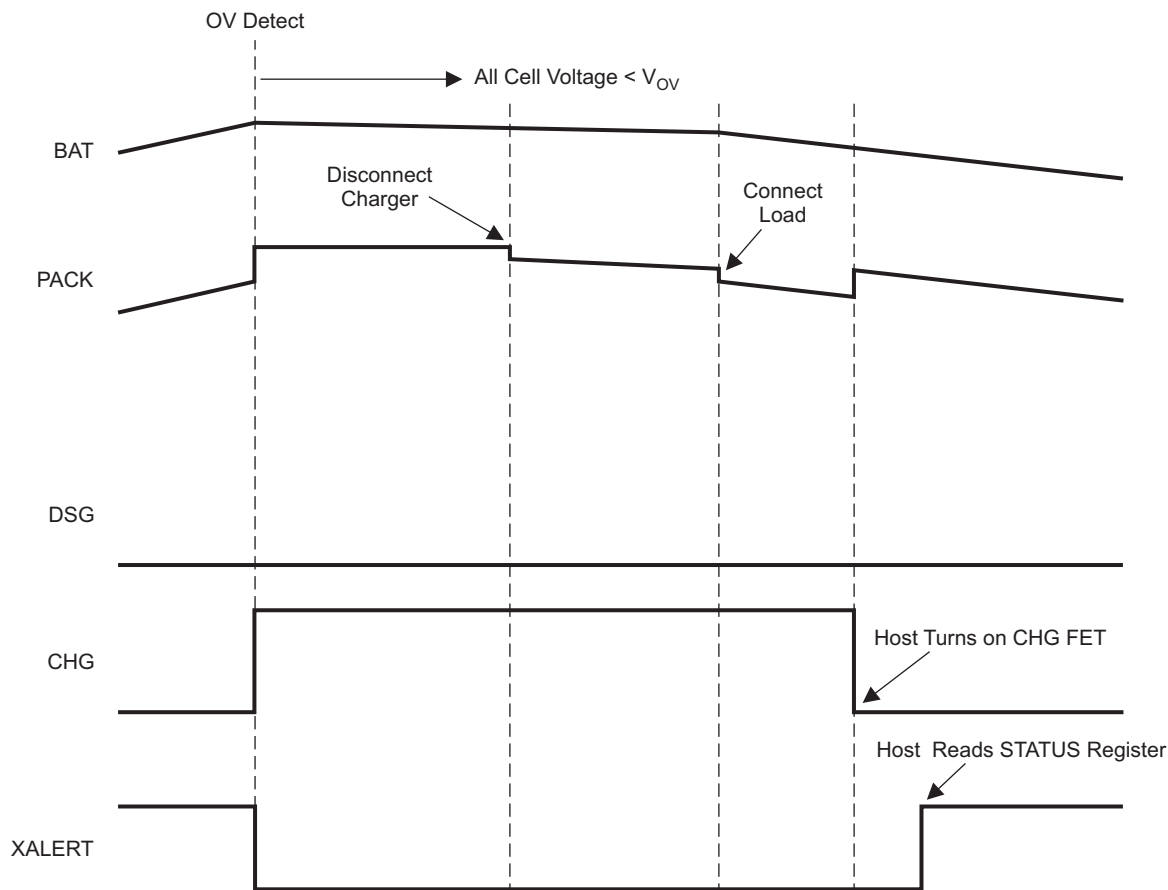 OV Detect
All Cell Voltage < VOV
BAT
Disconnect
Charger
Connect
Load
PACK
DSG
Host Turns on CHG FET
CHG
Host Reads STATUS Register
XALERT